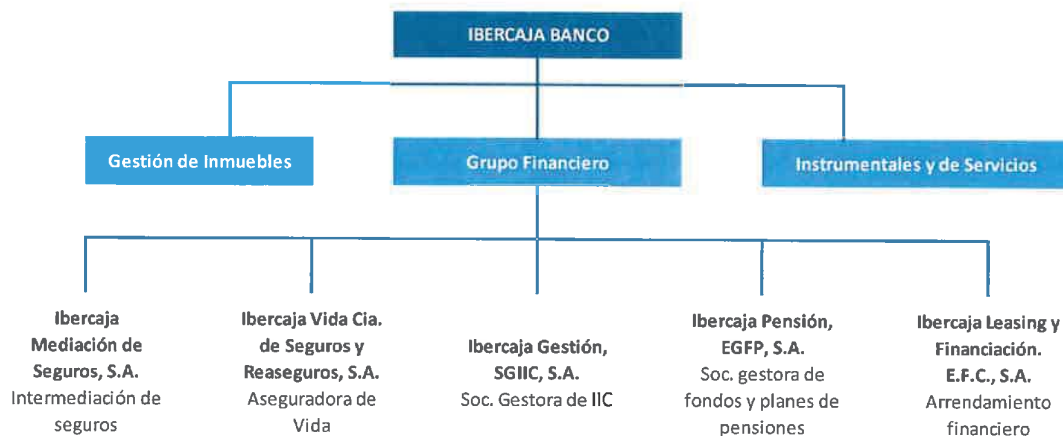 IBERCAJA BANCO
Gestión de Inmuebles
Grupo Financiero
Instrumentales y de Servicios
Ibercaja
Mediación de
Seguros, S.A.
Intermediación de
seguros
Ibercaja Vida Cia.
de Seguros y
Reaseguros, S.A.
Aseguradora de
Vida
Ibercaja Gestión,
SGIIC, S.A.
Soc. Gestora de IIC
Ibercaja Pensión,
EGFP, S.A.
Soc. gestora de
fondos y planes de
pensiones
Ibercaja Leasing y
Financiación.
E.F.C., S.A.
Arrendamiento
financiero